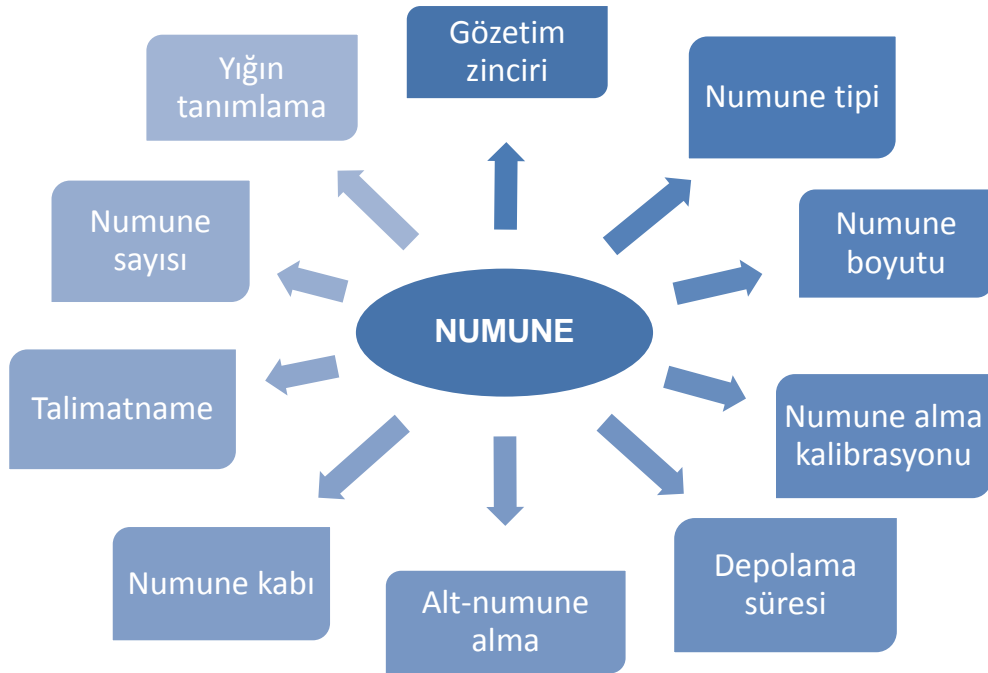 Gözetim
zinciri
Numune tipi
Numune
boyutu
Numune alma
kalibrasyonu
Depolama
süresi
Alt-numune
alma
Numune kabı
Talimatname
Numune
sayısı
Yığın
tanımlama
NUMUNE